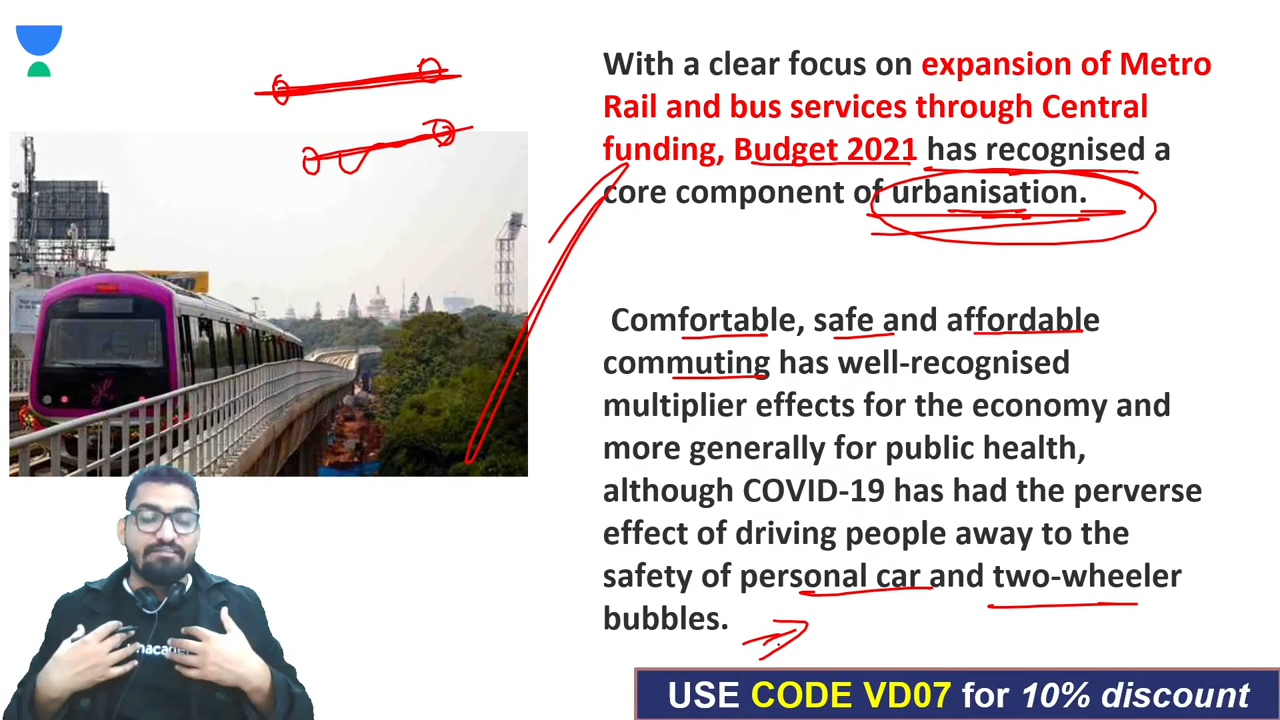 With a clear focus on expansion of Metro
Rail and bus services through Central
funding, Budget 2021 has recognised a
core component of urbanisation.
Comfortable, safe and affordable
commuting has well-recognised
multiplier effects for the economy and
more generally for public health,
although COVID-19 has had the perverse
effect of driving people away to the
safety of personal car and two-wheeler
bubbles.
USE CODE VD07 for 10% discount